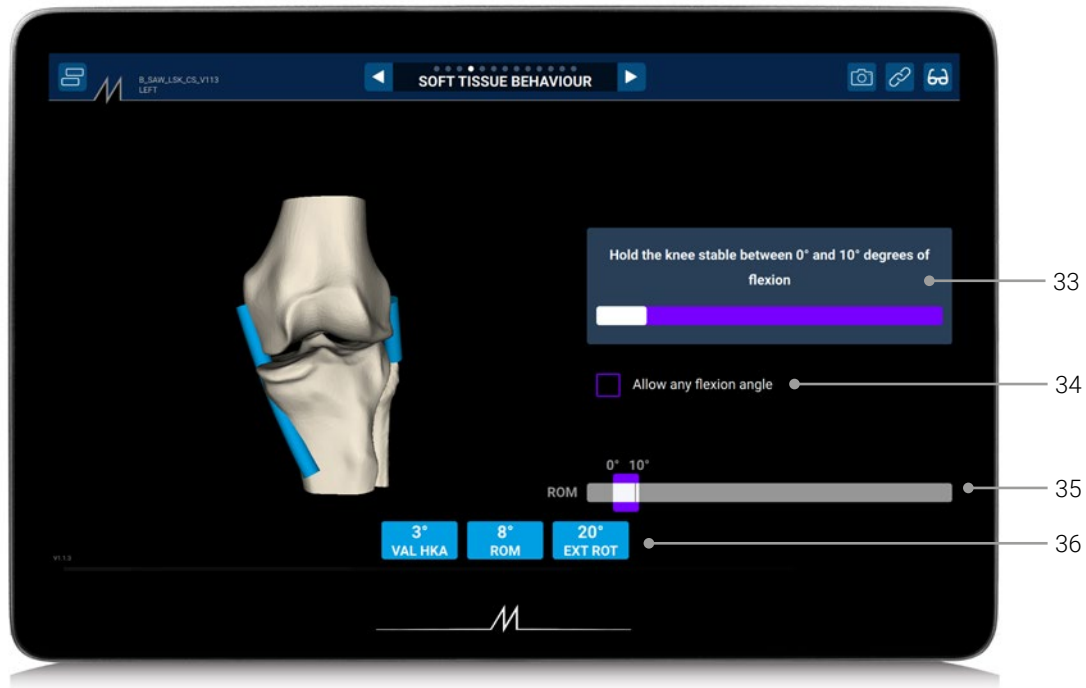 B_SAW_LSK_CS_V113
LEFT
SOFT TISSUE BEHAVIOUR
Hold the knee stable between 0° and 10° degrees of
flexion
33
Allow any flexion angle
34
0° 10°
ROM
35
3°
VAL HKA
8°
ROM
20°
EXT ROT
36
V1.1.3